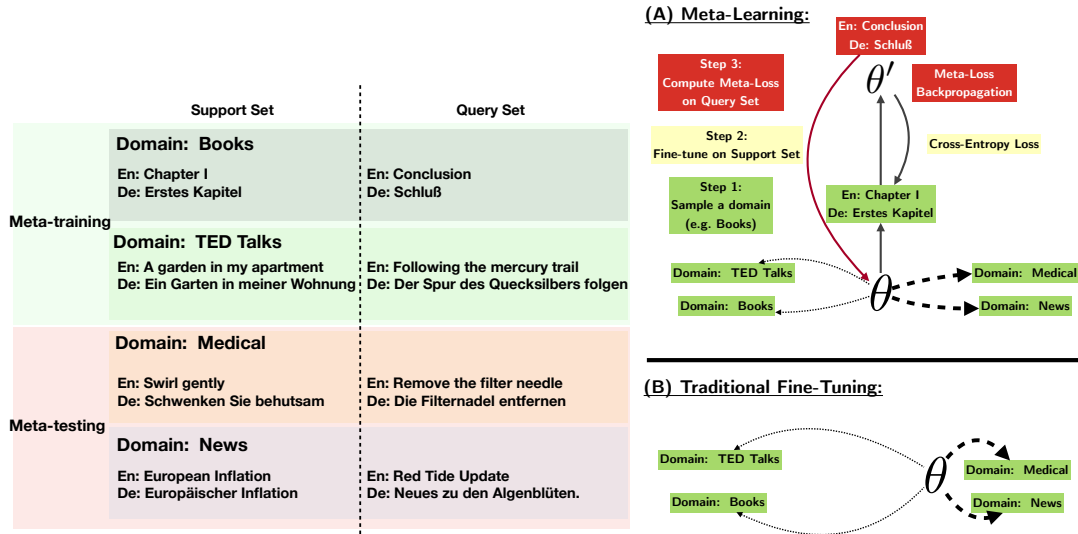 Support Set
Query Set
Meta-training
Domain: Books
En: Chapter I
De: Erstes Kapitel
En: Conclusion
De: Schluß
Domain: TED Talks
En: A garden in my apartment
De: Ein Garten in meiner Wohnung
En: Following the mercury trail
De: Der Spur des Quecksilbers folgen
Meta-testing
Domain: Medical
En: Swirl gently
De: Schwenken Sie behutsam
En: Remove the filter needle
De: Die Filternadel entfernen
Domain: News
En: European Inflation
De: Europäischer Inflation
En: Red Tide Update
De: Neues zu den Algenblüten.
(A) Meta-Learning:
En: Conclusion
De: Schluß
Step 3:
Compute Meta-Loss
on Query Set
θ′
Meta-Loss
Backpropagation
Step 2:
Fine-tune on Support Set
Cross-Entropy Loss
Step 1:
Sample a domain
(e.g. Books)
En: Chapter I
De: Erstes Kapitel
Domain: TED Talks
Domain: Books
θ
Domain: Medical
Domain: News
(B) Traditional Fine-Tuning:
Domain: TED Talks
Domain: Books
θ
Domain: Medical
Domain: News